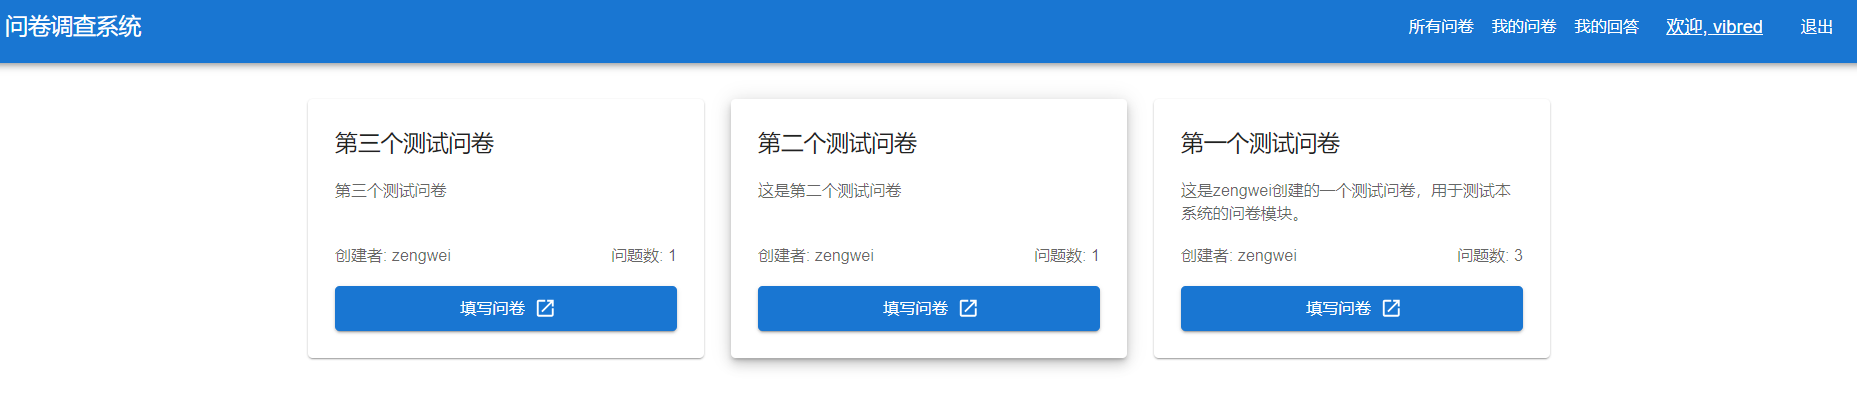 问卷调查系统
所有问卷 我的问卷 我的回答 欢迎, vibred 退出
第三个测试问卷
第三个测试问卷
创建者: zengwei 问题数: 1
填写问卷
第二个测试问卷
这是第二个测试问卷
创建者: zengwei 问题数: 1
填写问卷
第一个测试问卷
这是zengwei创建的一个测试问卷，用于测试本
系统的问卷模块。
创建者: zengwei 问题数: 3
填写问卷